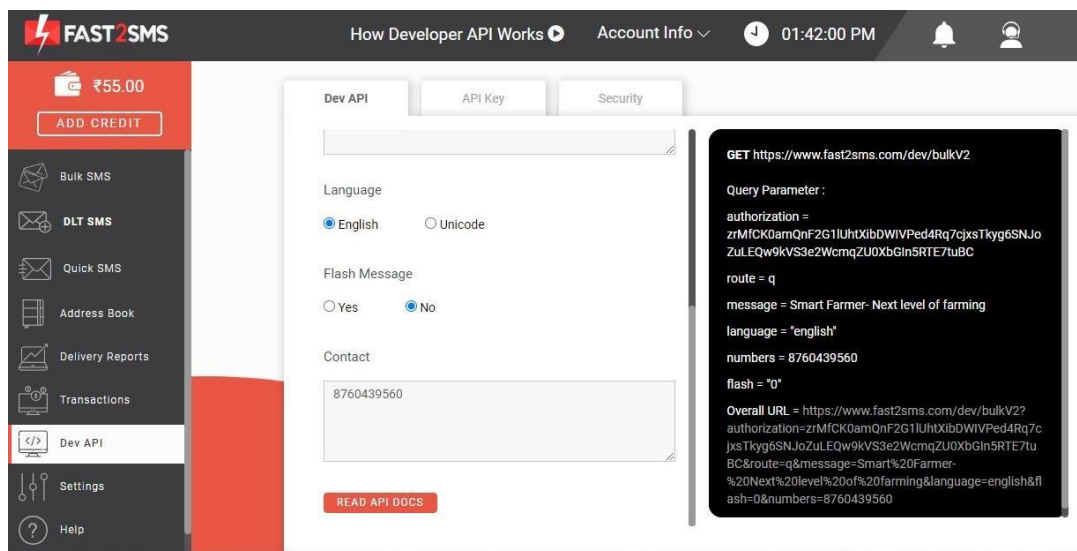 FAST2SMS
How Developer API Works
Account Info
01:42:00 PM
₹55.00
ADD CREDIT
Bulk SMS
DLT SMS
Quick SMS
Address Book
Delivery Reports
Transactions
Dev API
Settings
Help
Dev API
API Key
Security
Language
English
Unicode
Flash Message
Yes
No
Contact
8760439560
READ API DOCS
GET https://www.fast2sms.com/dev/bulkV2
Query Parameter :
authorization =
zrMfCK0amQnF2G1lUhtXibDWIVPed4Rq7cjxsTkyg6SNJo
ZuLEQw9kVS3e2WcmqZU0XbGIn5RTE7tuBC
route = q
message = Smart Farmer- Next level of farming
language = "english"
numbers = 8760439560
flash = "0"
Overall URL = https://www.fast2sms.com/dev/bulkV2?
authorization=zrMfCK0amQnF2G1lUhtXibDWIVPed4Rq7c
jxsTkyg6SNJoZuLEQw9kVS3e2WcmqZU0XbGIn5RTE7tu
BC&route=q&message=Smart%20Farmer-
%20Next%20level%20of%20farming&language=english&fl
ash=0&numbers=8760439560